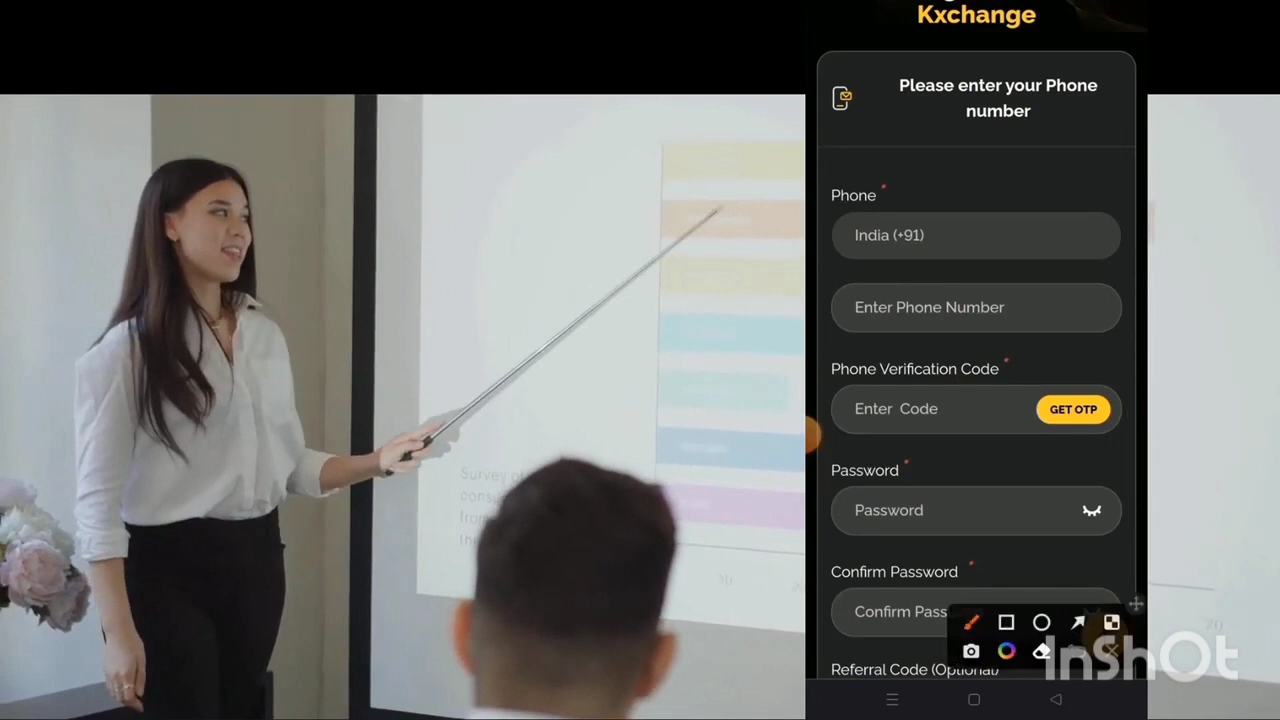 Kxchange
Please enter your Phone
number
Phone *
India (+91)
Enter Phone Number
Phone Verification Code *
Enter Code
GET OTP
Password *
Password
Confirm Password *
Confirm Pass
Referral Code (Optional)
InShOt
Survey